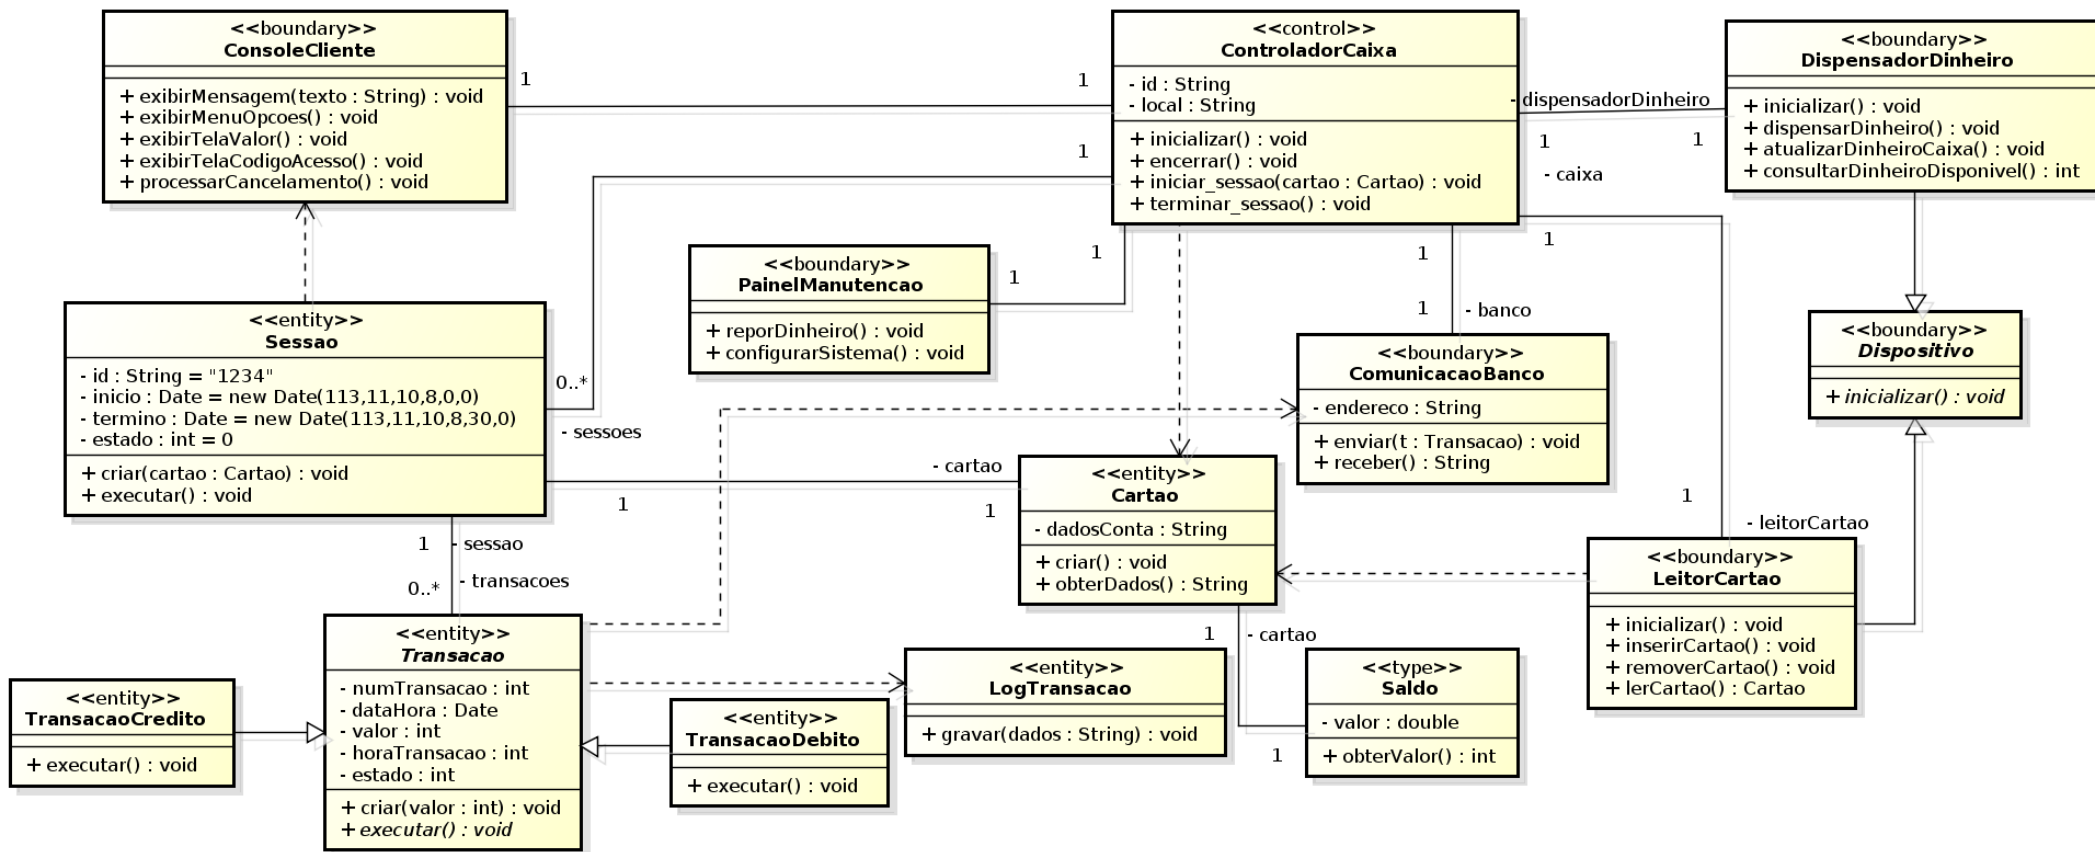 <<boundary>>
ConsoleCliente
+ exibirMensagem(texto : String) : void
+ exibirMenuOpcoes() : void
+ exibirTelaValor() : void
+ exibirTelaCodigoAcesso() : void
+ processarCancelamento() : void
1
1
<<control>>
ControladorCaixa
- id : String
- local : String
+ inicializar() : void
+ encerrar() : void
+ iniciar_sessao(cartao : Cartao) : void
+ terminar_sessao() : void
1
- dispensadorDinheiro
1
1
- caixa
<<boundary>>
DispensadorDinheiro
+ inicializar() : void
+ dispensarDinheiro() : void
+ atualizarDinheiroCaixa() : void
+ consultarDinheiroDisponivel() : int
<<boundary>>
PainelManutencao
+ reporDinheiro() : void
+ configurarSistema() : void
1
1
1
1
- banco
1
<<boundary>>
Dispositivo
+ inicializar() : void
<<entity>>
Sessao
- id : String = "1234"
- inicio : Date = new Date(113,11,10,8,0,0)
- termino : Date = new Date(113,11,10,8,30,0)
- estado : int = 0
+ criar(cartao : Cartao) : void
+ executar() : void
0..*
- sessoes
<<boundary>>
ComunicacaoBanco
- endereco : String
+ enviar(t : Transacao) : void
+ receber() : String
- cartao
1
1
<<entity>>
Cartao
- dadosConta : String
+ criar() : void
+ obterDados() : String
1
- leitorCartao
<<boundary>>
LeitorCartao
+ inicializar() : void
+ inserirCartao() : void
+ removerCartao() : void
+ lerCartao() : Cartao
1
- sessao
- transacoes
0..*
<<entity>>
Transacao
- numTransacao : int
- dataHora : Date
- valor : int
- horaTransacao : int
- estado : int
+ criar(valor : int) : void
+ executar() : void
<<entity>>
TransacaoCredito
+ executar() : void
<<entity>>
TransacaoDebito
+ executar() : void
<<entity>>
LogTransacao
+ gravar(dados : String) : void
1
- cartao
1
<<type>>
Saldo
- valor : double
+ obterValor() : int